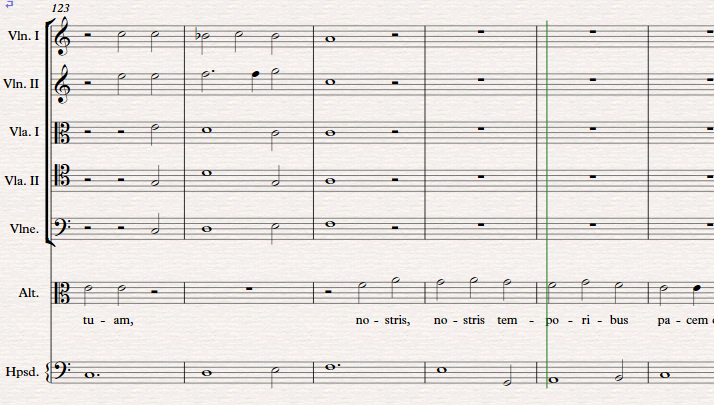 123
Vln. I
Vln. II
Vla. I
Vla. II
Vlne.
Alt.
tu - am, no - stris, no - stris tem - po - ri - bus pa - cem
Hpsd.